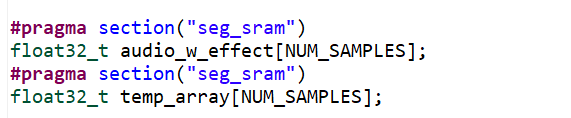 #pragma section("seg_sram")
float32_t audio_w_effect[NUM_SAMPLES];
#pragma section("seg_sram")
float32_t temp_array[NUM_SAMPLES];